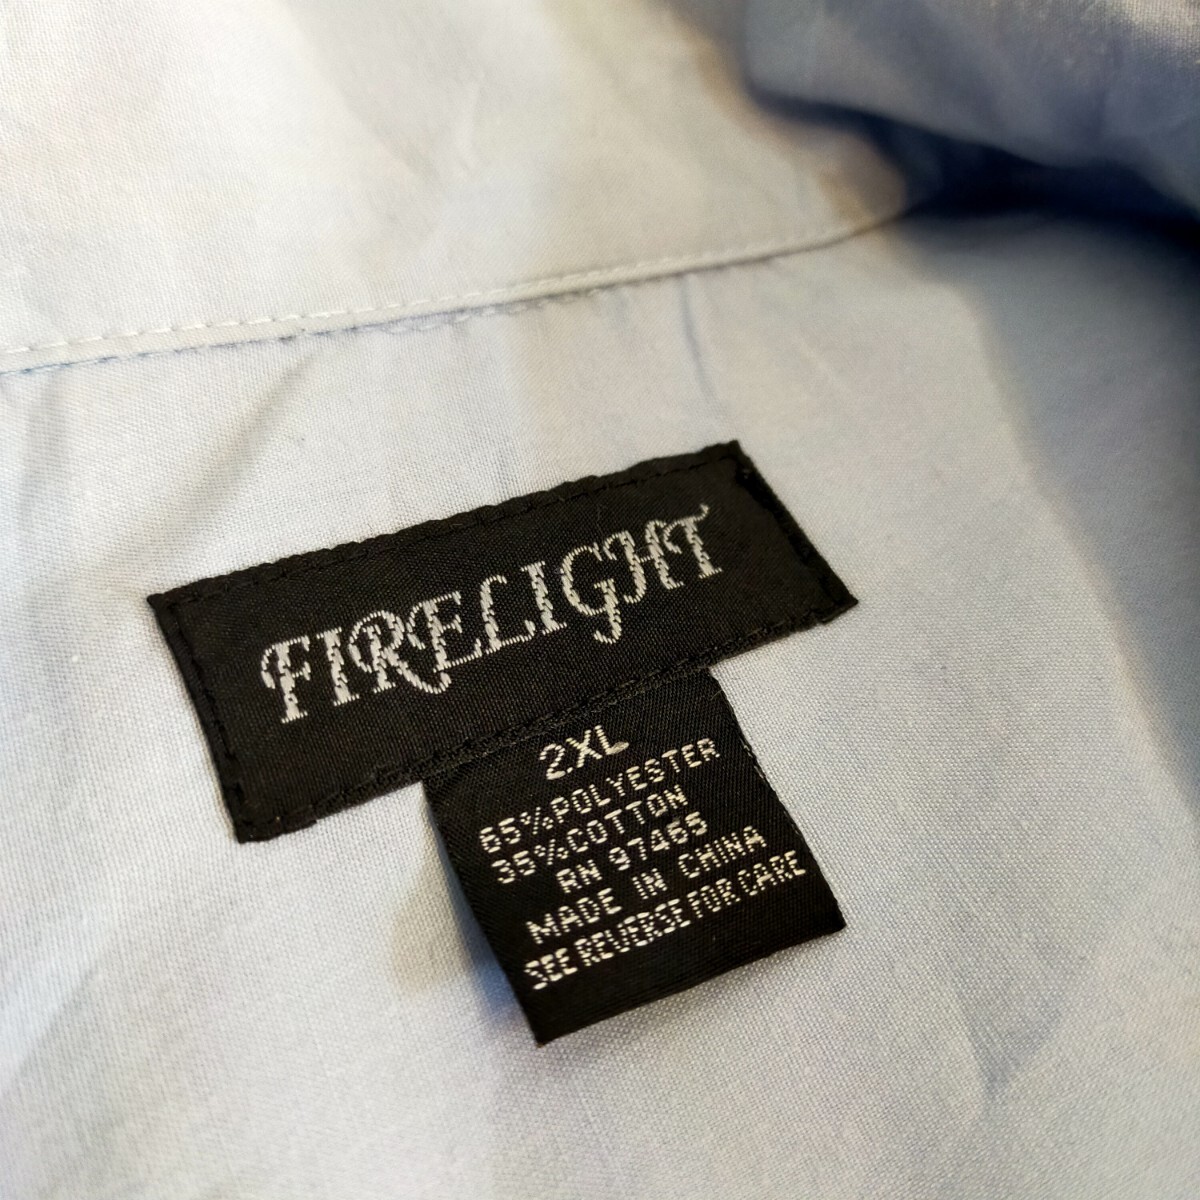 FIRELIGHT
2XL
65%POLYESTER
35%COTTON
RN 97465
MADE IN CHINA
SEE REVERSE FOR CARE